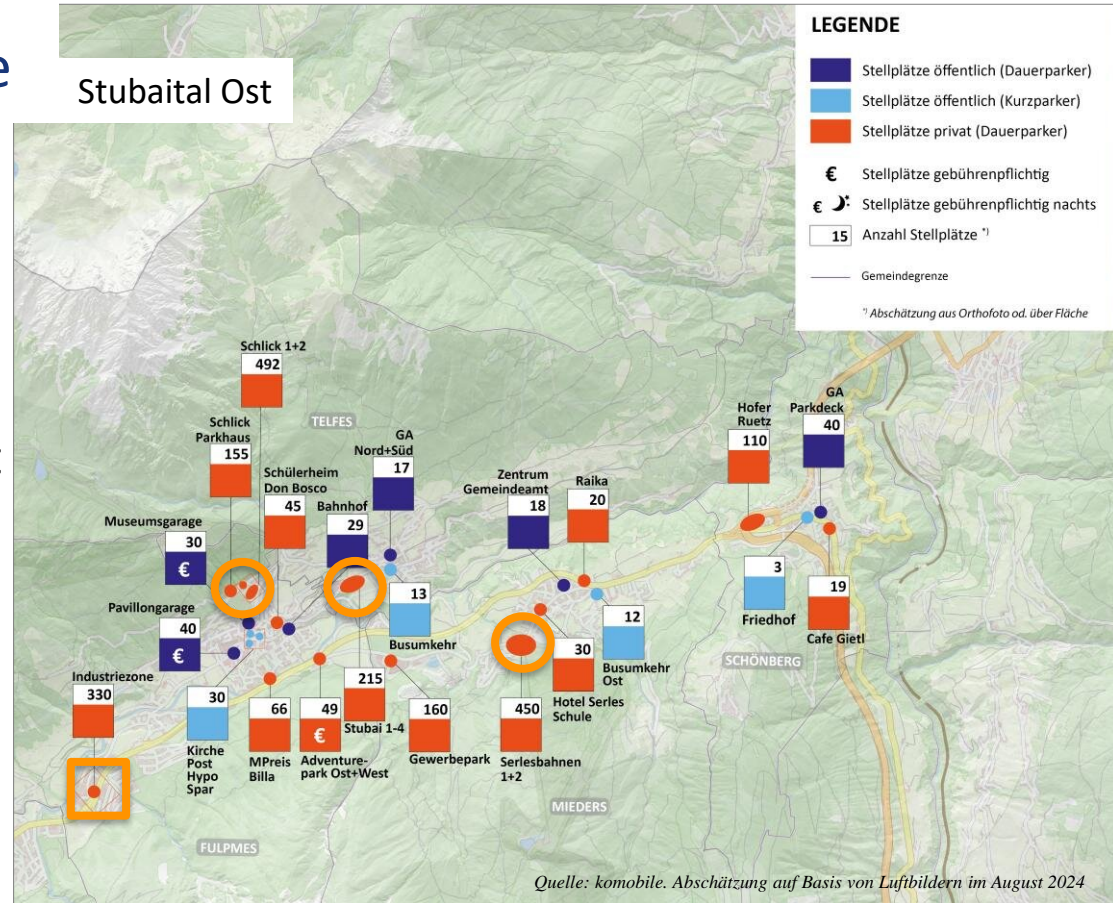 e
Stubaital Ost
LEGENDE
Stellplätze öffentlich (Dauerparker)
Stellplätze öffentlich (Kurzparker)
Stellplätze privat (Dauerparker)
€ Stellplätze gebührenpflichtig
€ Stellplätze gebührenpflichtig nachts
15 Anzahl Stellplätze *)
Gemeindegrenze
*) Abschätzung aus Orthofoto od. über Fläche
Schlick 1+2
492
TELFES
Schlick
Parkhaus
155
Schülerheim
Don Bosco
45
GA
Nord+Süd
17
Bahnhof
29
Museumsgarage
30
€
Pavillongarage
40
€
Industriezone
330
30
Kirche
Post
Hypo
Spar
66
MPreis
Billa
49
€
Adventure-
park Ost+West
215
Stubai 1-4
13
Busumkehr
160
Gewerbepark
Zentrum
Gemeindeamt
18
Raika
20
450
Serlesbahnen
1+2
30
Hotel Serles
Schule
12
Busumkehr
Ost
Hofer
Ruetz
110
GA
Parkdeck
40
3
Friedhof
19
Cafe Gietl
SCHÖNBERG
MIEDERS
FULPMES
Quelle: komobile. Abschätzung auf Basis von Luftbildern im August 2024